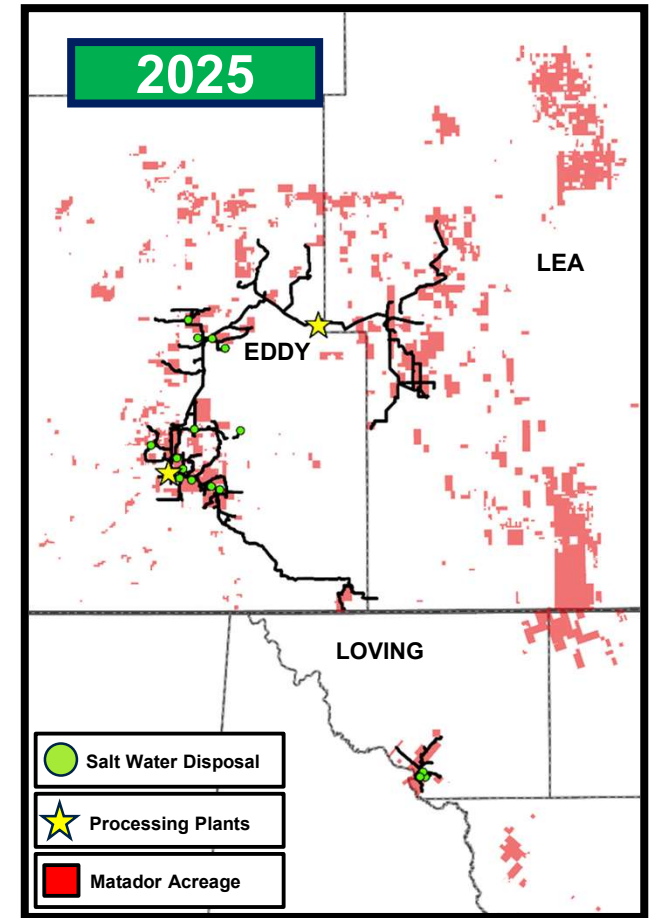 2025
LEA
EDDY
LOVING
Salt Water Disposal
Processing Plants
Matador Acreage